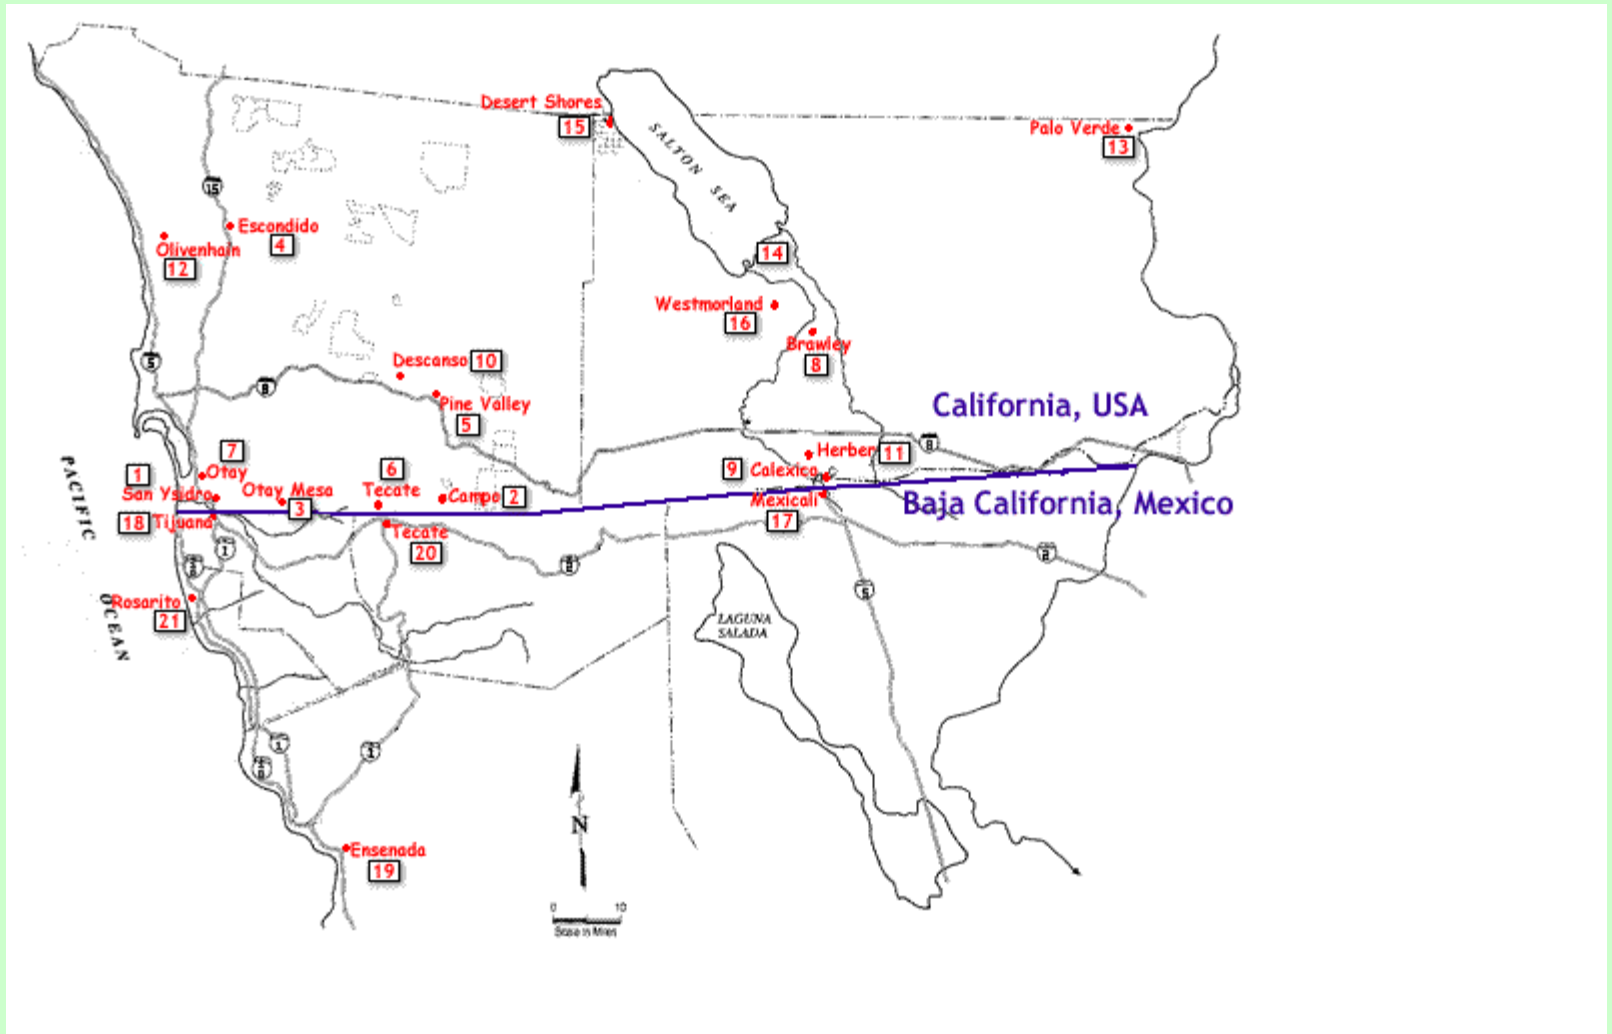 Desert Shores
15
SALTON SEA
Palo Verde
13
15
Escondido
4
Olivenhain
12
14
Westmorland
16
Brawley
8
5
8
Descanso 10
Pine Valley
5
California, USA
8
7
Otay
1
San Ysidro
Otay Mesa
3
6
Tecate
Campo 2
Herber 11
9 Calexico
Mexicali
17
Baja California, Mexico
18 Tijuana
Tecate
20
1
2
2
5
PACIFIC
OCEAN
Rosarito
21
LAGUNA
SALADA
1
3
N
Ensenada
19
0 10
Scale in Miles